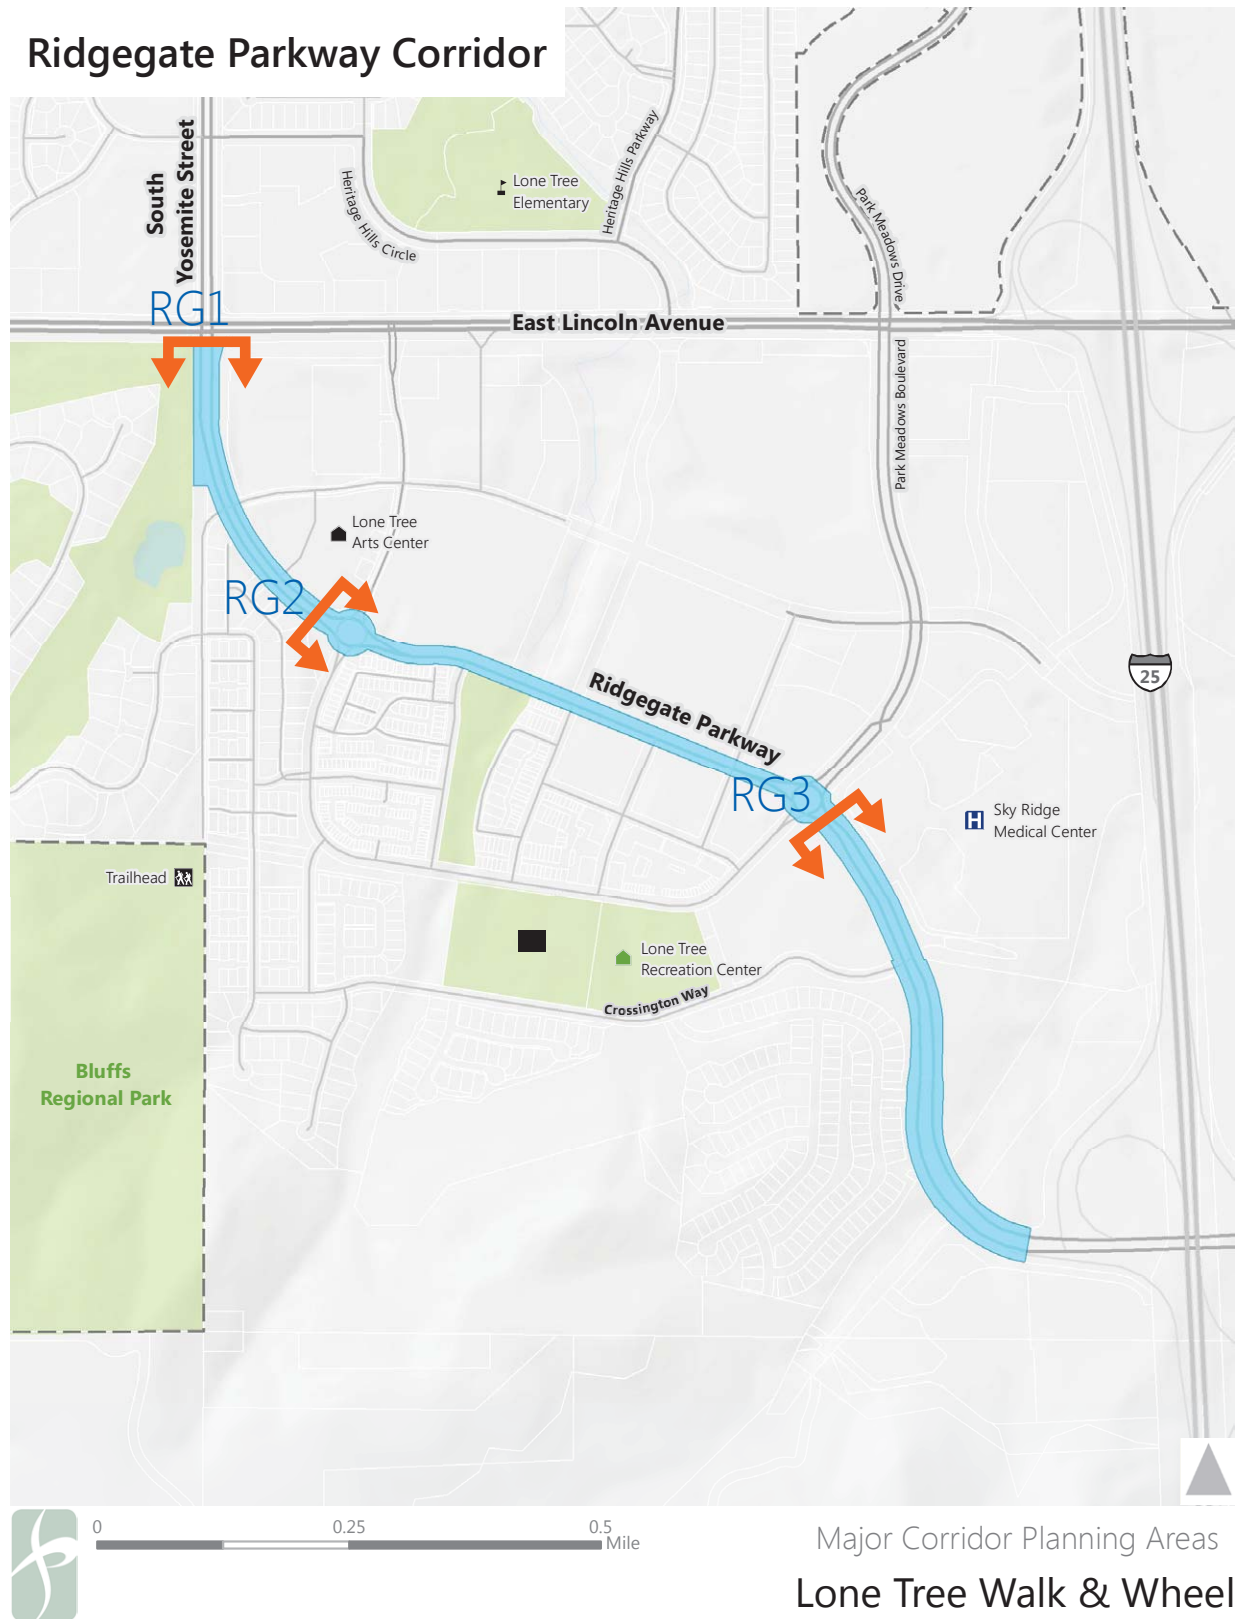 Ridgegate Parkway Corridor
South
Yosemite Street
Heritage Hills Circle
Lone Tree
Elementary
Heritage Hills Parkway
Park Meadows Drive
RG1
East Lincoln Avenue
Park Meadows Boulevard
Lone Tree
Arts Center
RG2
25
Ridgegate Parkway
RG3
Sky Ridge
Medical Center
H
Trailhead
Lone Tree
Recreation Center
Crossington Way
Bluffs
Regional Park
0
0.25
0.5
Mile
Major Corridor Planning Areas
Lone Tree Walk & Wheel